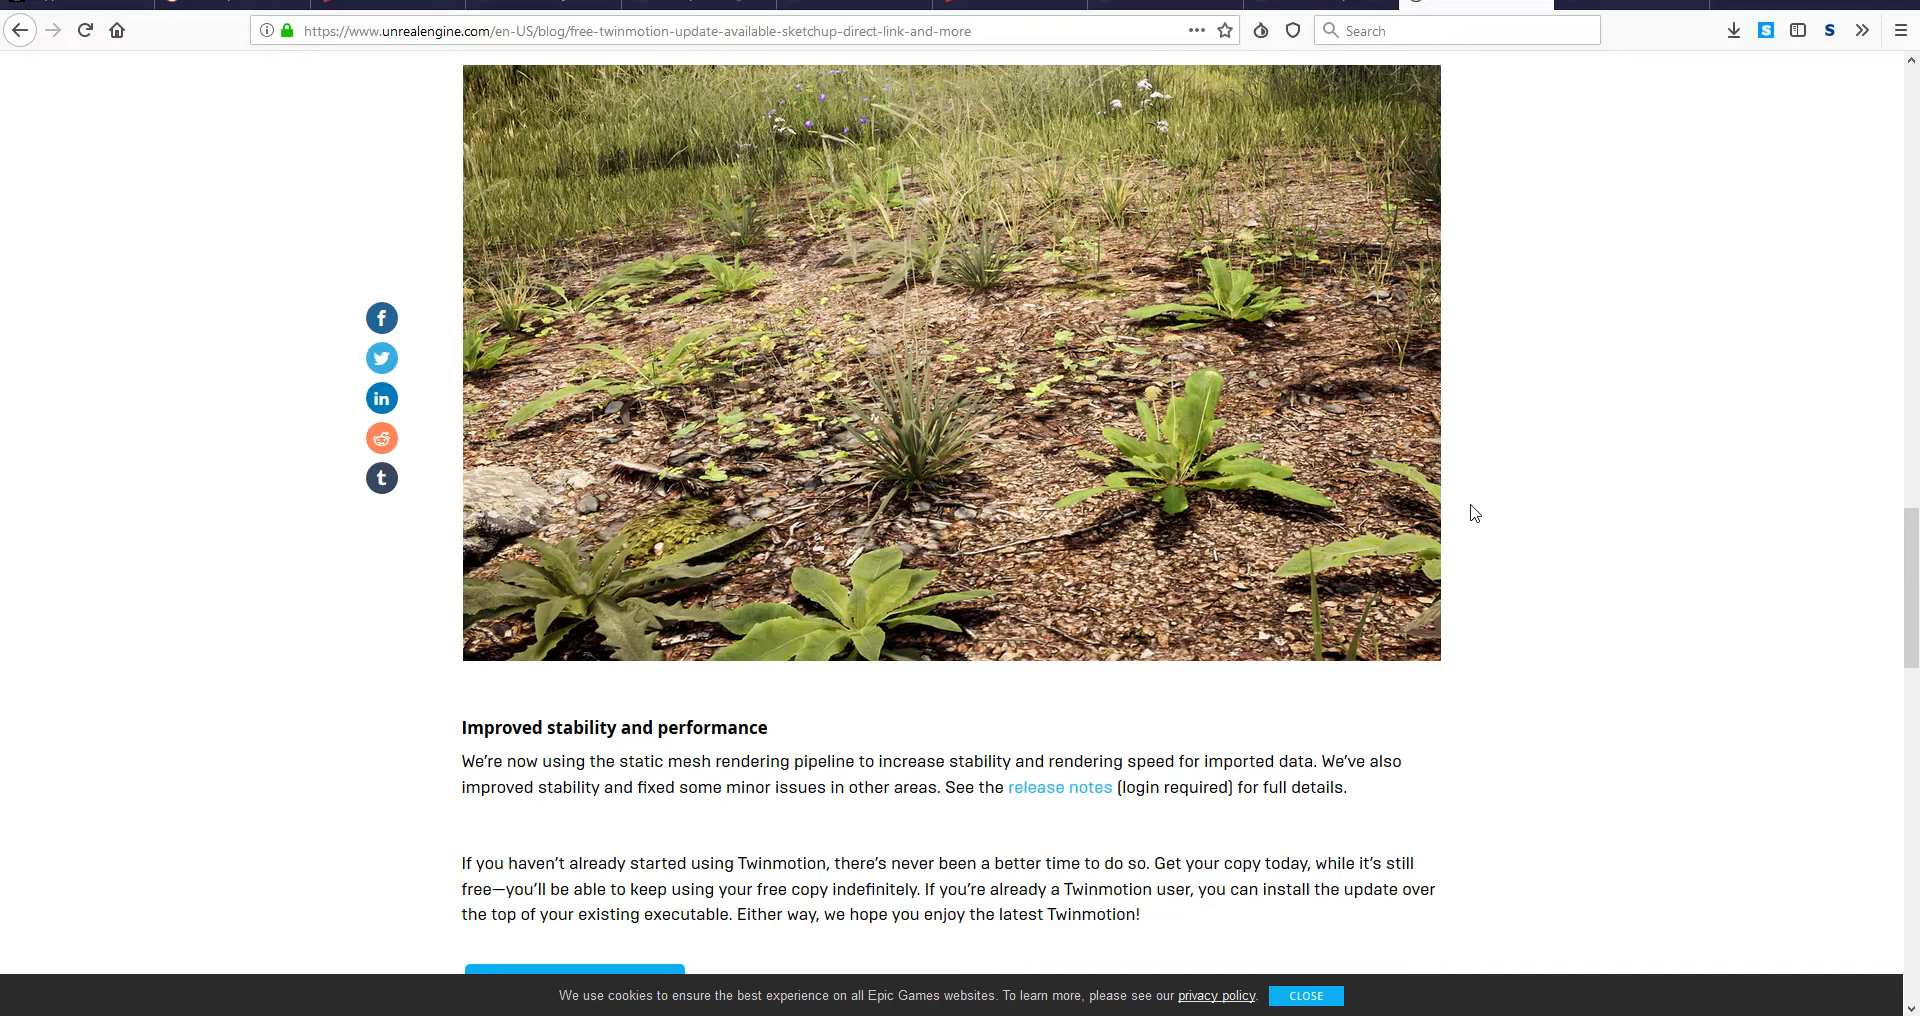 https://www.unrealengine.com/en-US/blog/free-twinmotion-update-available-sketchup-direct-link-and-more
Search
Improved stability and performance
We're now using the static mesh rendering pipeline to increase stability and rendering speed for imported data. We've also
improved stability and fixed some minor issues in other areas. See the release notes (login required) for full details.
If you haven't already started using Twinmotion, there's never been a better time to do so. Get your copy today, while it's still
free—you'll be able to keep using your free copy indefinitely. If you're already a Twinmotion user, you can install the update over
the top of your existing executable. Either way, we hope you enjoy the latest Twinmotion!
We use cookies to ensure the best experience on all Epic Games websites. To learn more, please see our privacy policy. CLOSE